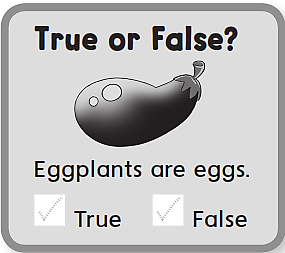 True or False?
Eggplants are eggs.
True False